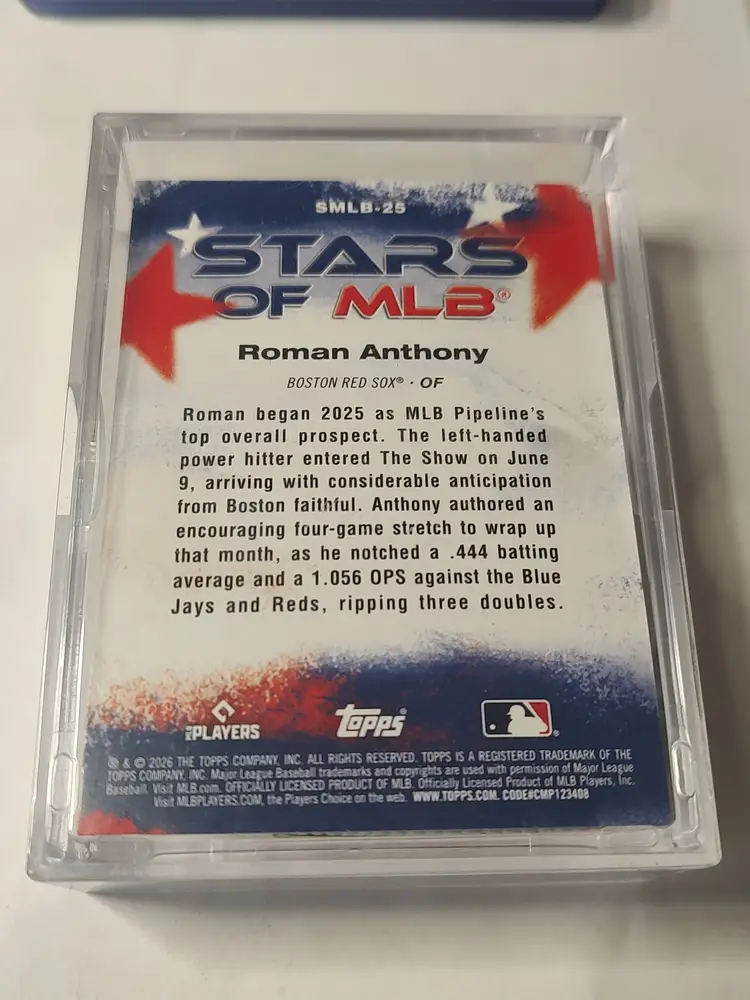 SMLB-25
STARS
OF MLB®
Roman Anthony
BOSTON RED SOX® · OF
Roman began 2025 as MLB Pipeline's
top overall prospect. The left-handed
power hitter entered The Show on June
9, arriving with considerable anticipation
from Boston faithful. Anthony authored an
encouraging four-game stretch to wrap up
that month, as he notched a .444 batting
average and a 1.056 OPS against the Blue
Jays and Reds, ripping three doubles.
MLB PLAYERS
Topps®
® & © 2026 THE TOPPS COMPANY, INC. ALL RIGHTS RESERVED. TOPPS IS A REGISTERED TRADEMARK OF THE
TOPPS COMPANY, INC. Major League Baseball trademarks and copyrights are used with permission of Major League
Baseball. Visit MLB.com. OFFICIALLY LICENSED PRODUCT OF MLB. Officially Licensed Product of MLB Players, Inc.
Visit MLBPLAYERS.COM, the Players Choice on the web. WWW.TOPPS.COM. CODE#CMP123408